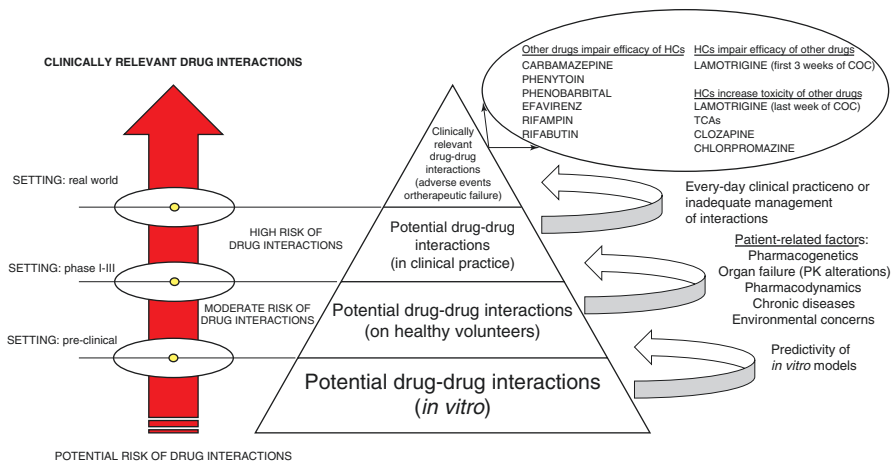 CLINICALLY RELEVANT DRUG INTERACTIONS
SETTING: real world
HIGH RISK OF
DRUG INTERACTIONS
SETTING: phase I-III
MODERATE RISK OF
DRUG INTERACTIONS
SETTING: pre-clinical
POTENTIAL RISK OF DRUG INTERACTIONS
Clinically
relevant
drug-drug
interactions
(adverse events
ortherapeutic failure)
Potential drug-drug
interactions
(in clinical practice)
Potential drug-drug interactions
(on healthy volunteers)
Potential drug-drug interactions
(in vitro)
Other drugs impair efficacy of HCs
CARBAMAZEPINE
PHENYTOIN
PHENOBARBITAL
EFAVIRENZ
RIFAMPIN
RIFABUTIN
HCs impair efficacy of other drugs
LAMOTRIGINE (first 3 weeks of COC)
HCs increase toxicity of other drugs
LAMOTRIGINE (last week of COC)
TCAs
CLOZAPINE
CHLORPROMAZINE
Every-day clinical practiceno or
inadequate management
of interactions
Patient-related factors:
Pharmacogenetics
Organ failure (PK alterations)
Pharmacodynamics
Chronic diseases
Environmental concerns
Predictivity of
in vitro models